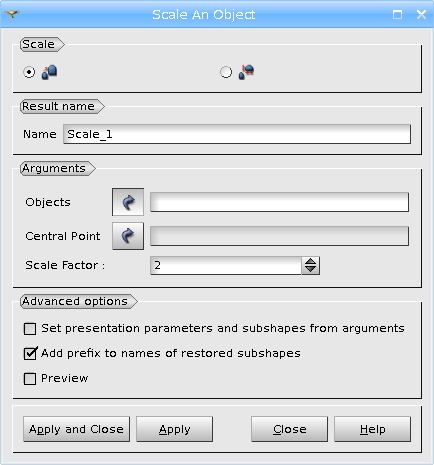 Scale An Object
Scale
Result name
Name Scale_1
Arguments
Objects
Central Point
Scale Factor : 2
Advanced options
Set presentation parameters and subshapes from arguments
Add prefix to names of restored subshapes
Preview
Apply and Close Apply Close Help